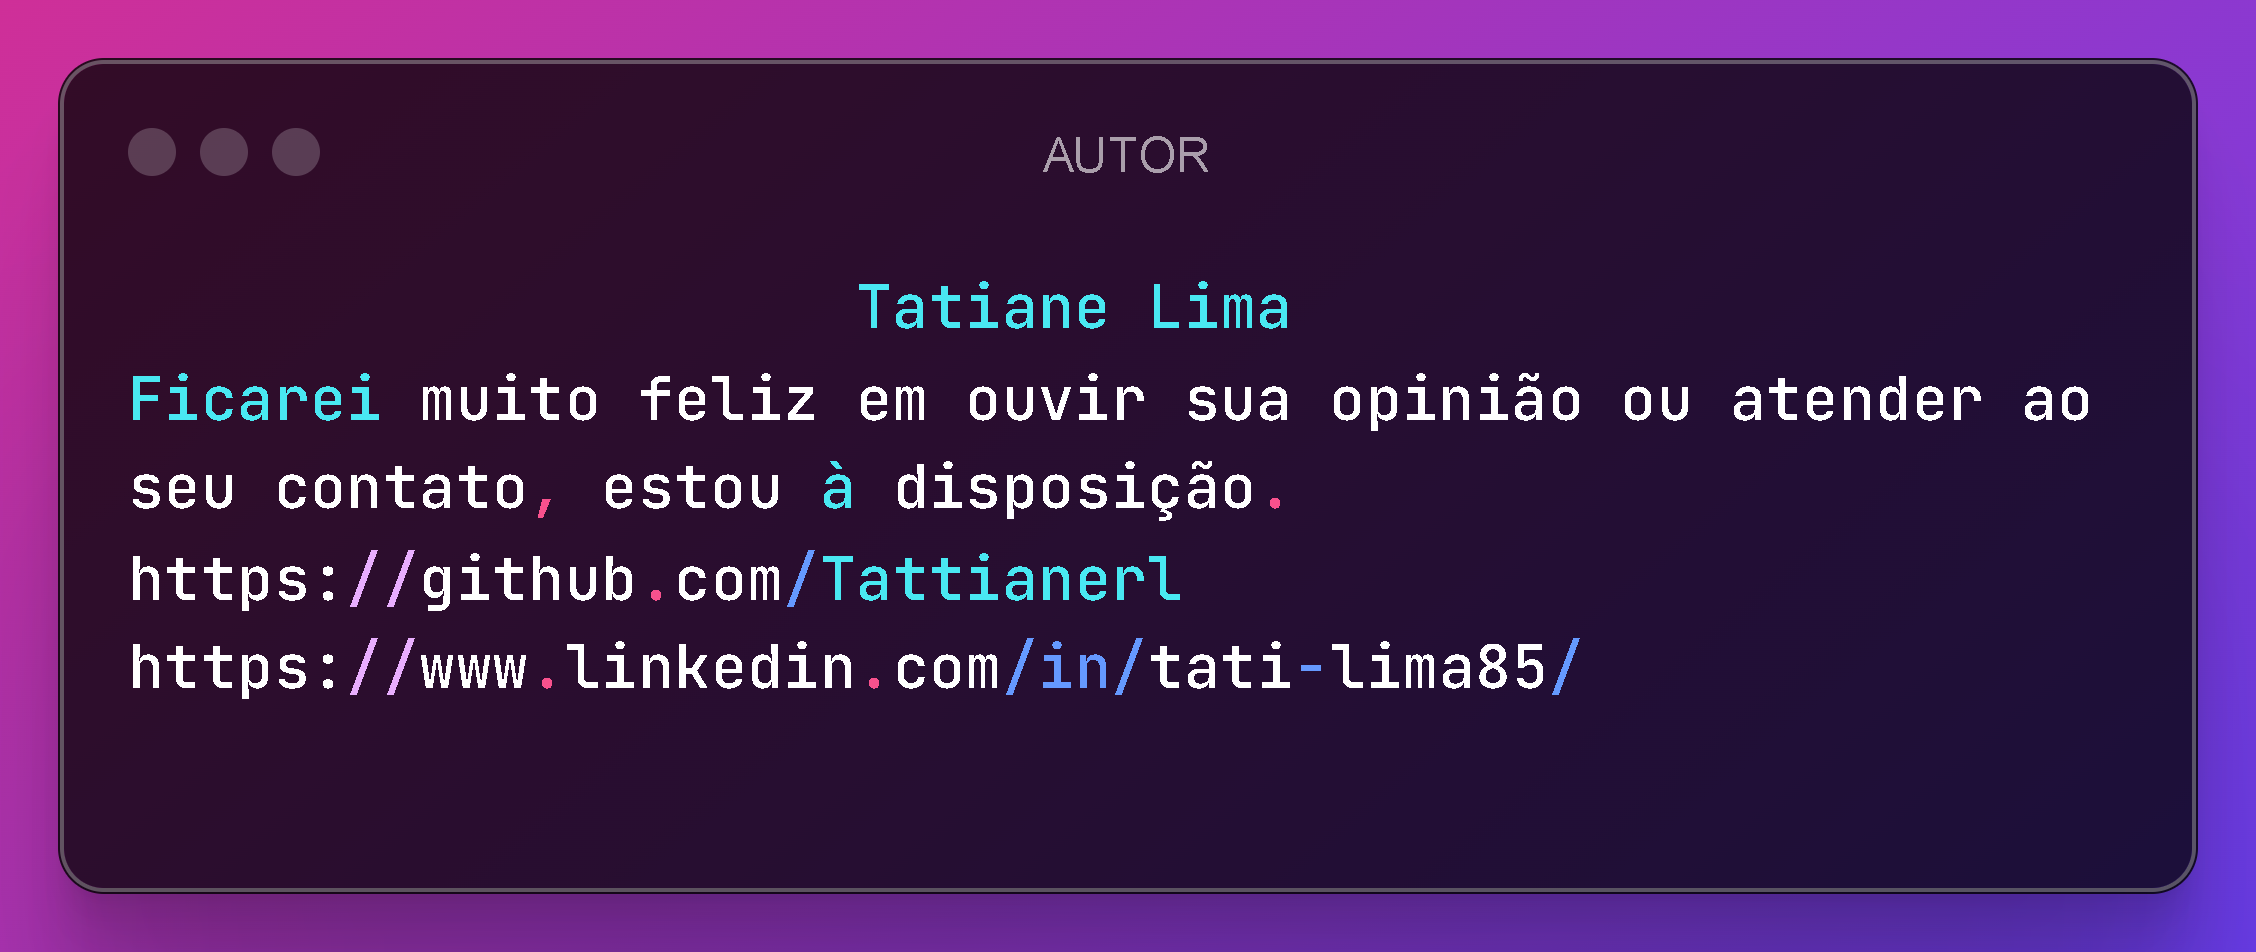 AUTOR
Tatiane Lima
Ficarei muito feliz em ouvir sua opinião ou atender ao
seu contato, estou à disposição.
https://github.com/Tattianerl
https://www.linkedin.com/in/tati-lima85/